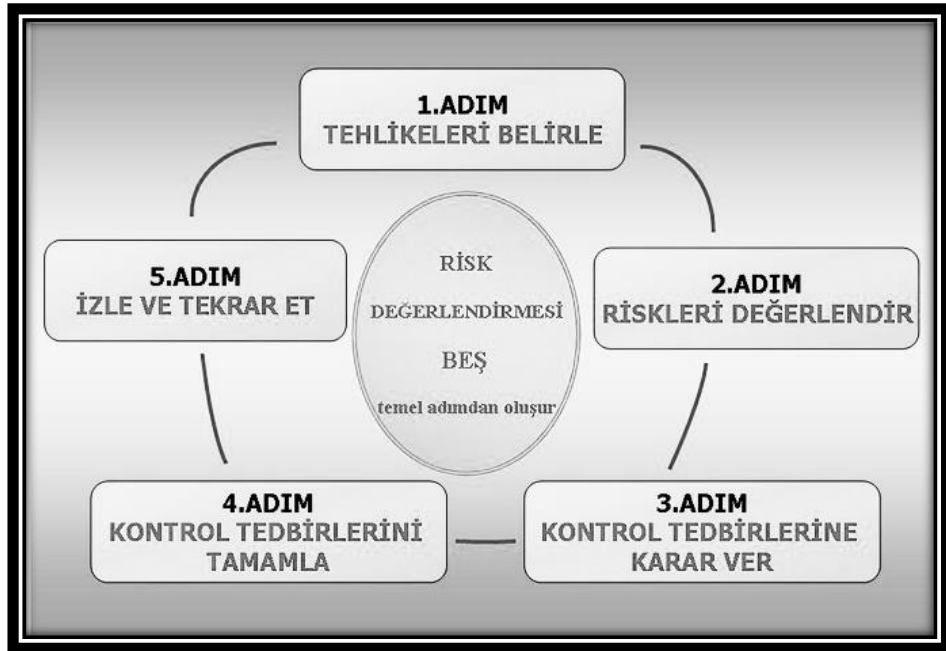 1.ADIM
TEHLİKELERİ BELİRLE
2.ADIM
RİSKLERİ DEĞERLENDİR
3.ADIM
KONTROL TEDBİRLERİNE
KARAR VER
4.ADIM
KONTROL TEDBİRLERİNİ
TAMAMLA
5.ADIM
İZLE VE TEKRAR ET
RİSK
DEĞERLENDİRMESİ
BEŞ
temel adımdan oluşur